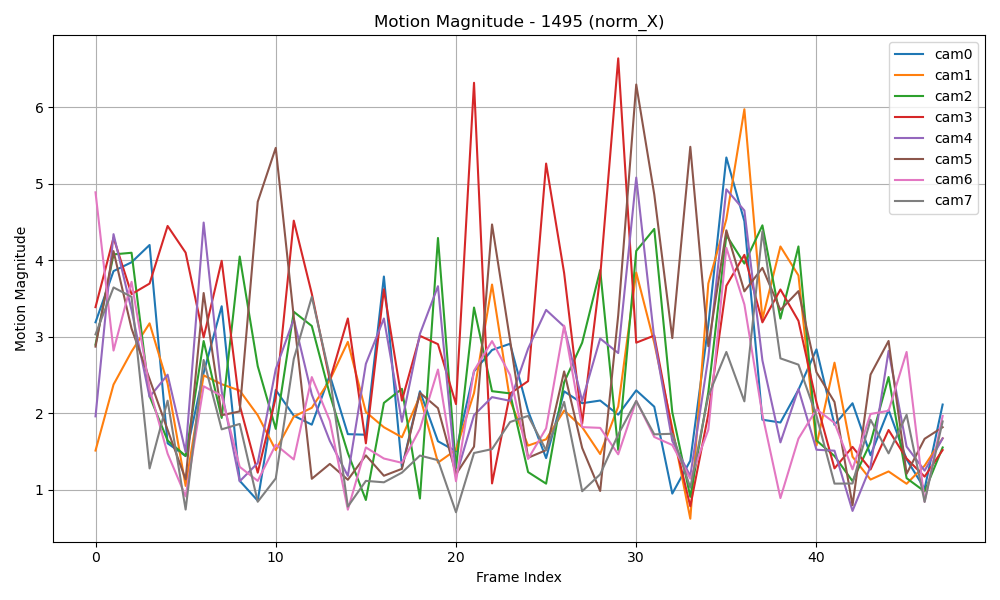 Motion Magnitude - 1495 (norm_X)
cam0
cam1
cam2
cam3
cam4
cam5
cam6
cam7
Motion Magnitude
6
5
4
3
2
1
0 10 20 30 40
Frame Index